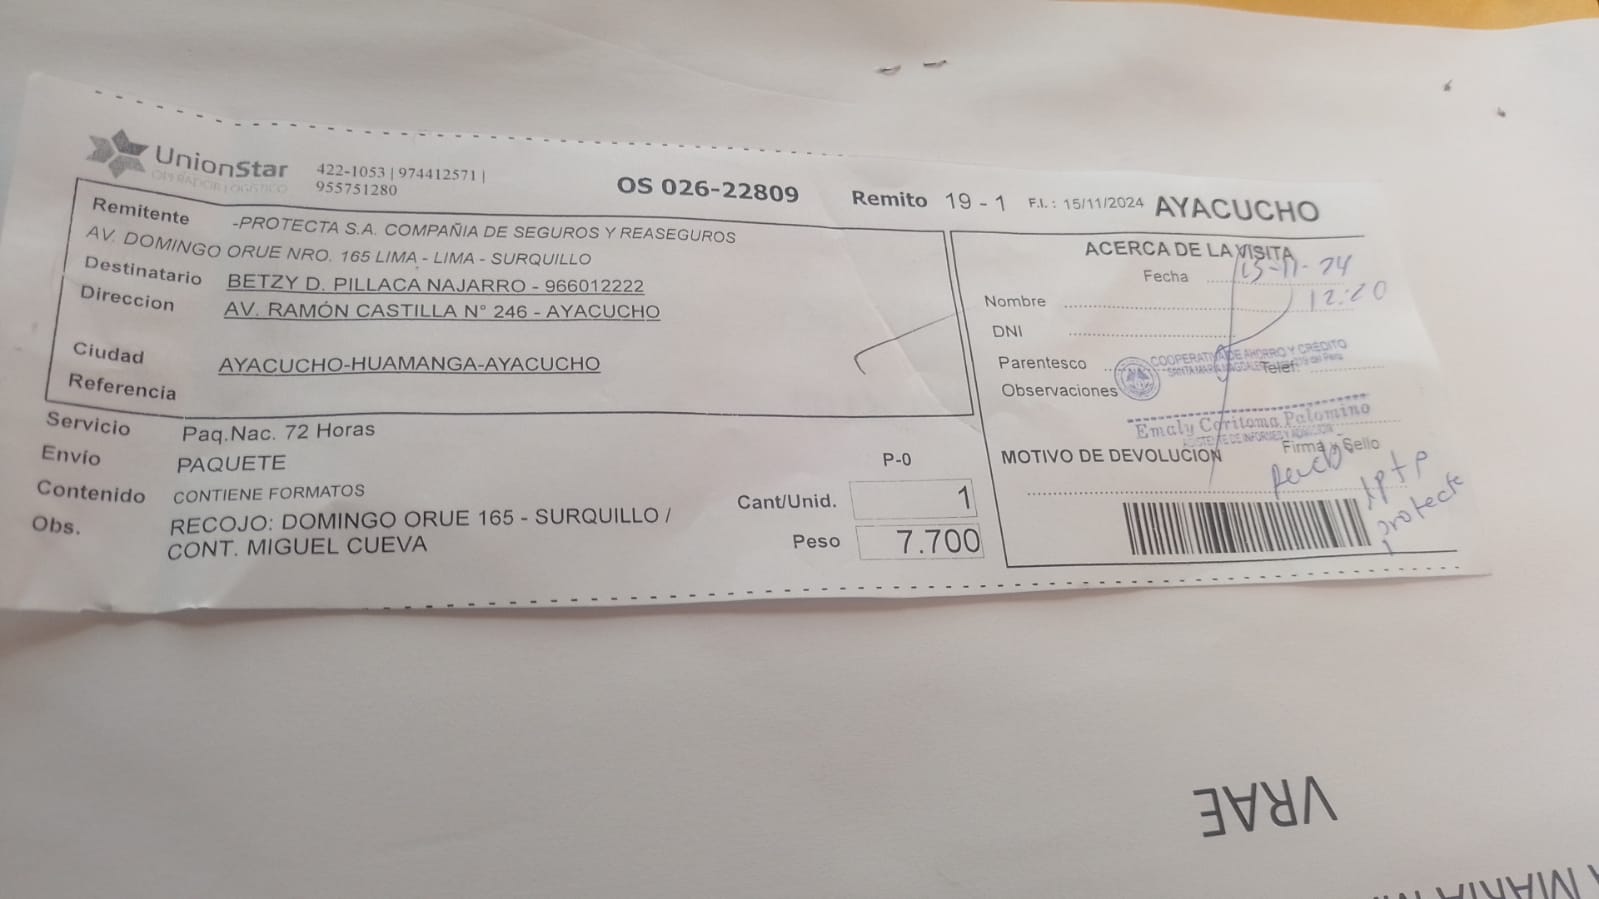 UnionStar
OPERADOR LOGÍSTICO
422-1053 | 974412571 |
955751280
OS 026-22809
Remito 19 - 1 F.I.: 15/11/2024 AYACUCHO
Remitente -PROTECTA S.A. COMPAÑIA DE SEGUROS Y REASEGUROS
AV. DOMINGO ORUE NRO. 165 LIMA - LIMA - SURQUILLO
Destinatario BETZY D. PILLACA NAJARRO - 966012222
Direccion AV. RAMÓN CASTILLA N° 246 - AYACUCHO
Ciudad AYACUCHO-HUAMANGA-AYACUCHO
Referencia
Servicio Paq.Nac. 72 Horas
Envío PAQUETE P-0
Contenido CONTIENE FORMATOS Cant/Unid. 1
Obs. RECOJO: DOMINGO ORUE 165 - SURQUILLO /
CONT. MIGUEL CUEVA Peso 7.700
ACERCA DE LA VISITA
Fecha 15-11-24
Nombre 12:20
DNI
Parentesco Telef.
COOPERATIVA DE AHORRO Y CRÉDITO
Observaciones
Emaly Coritoma Palomino
Firma y Sello
MOTIVO DE DEVOLUCION
protecta
VRAE